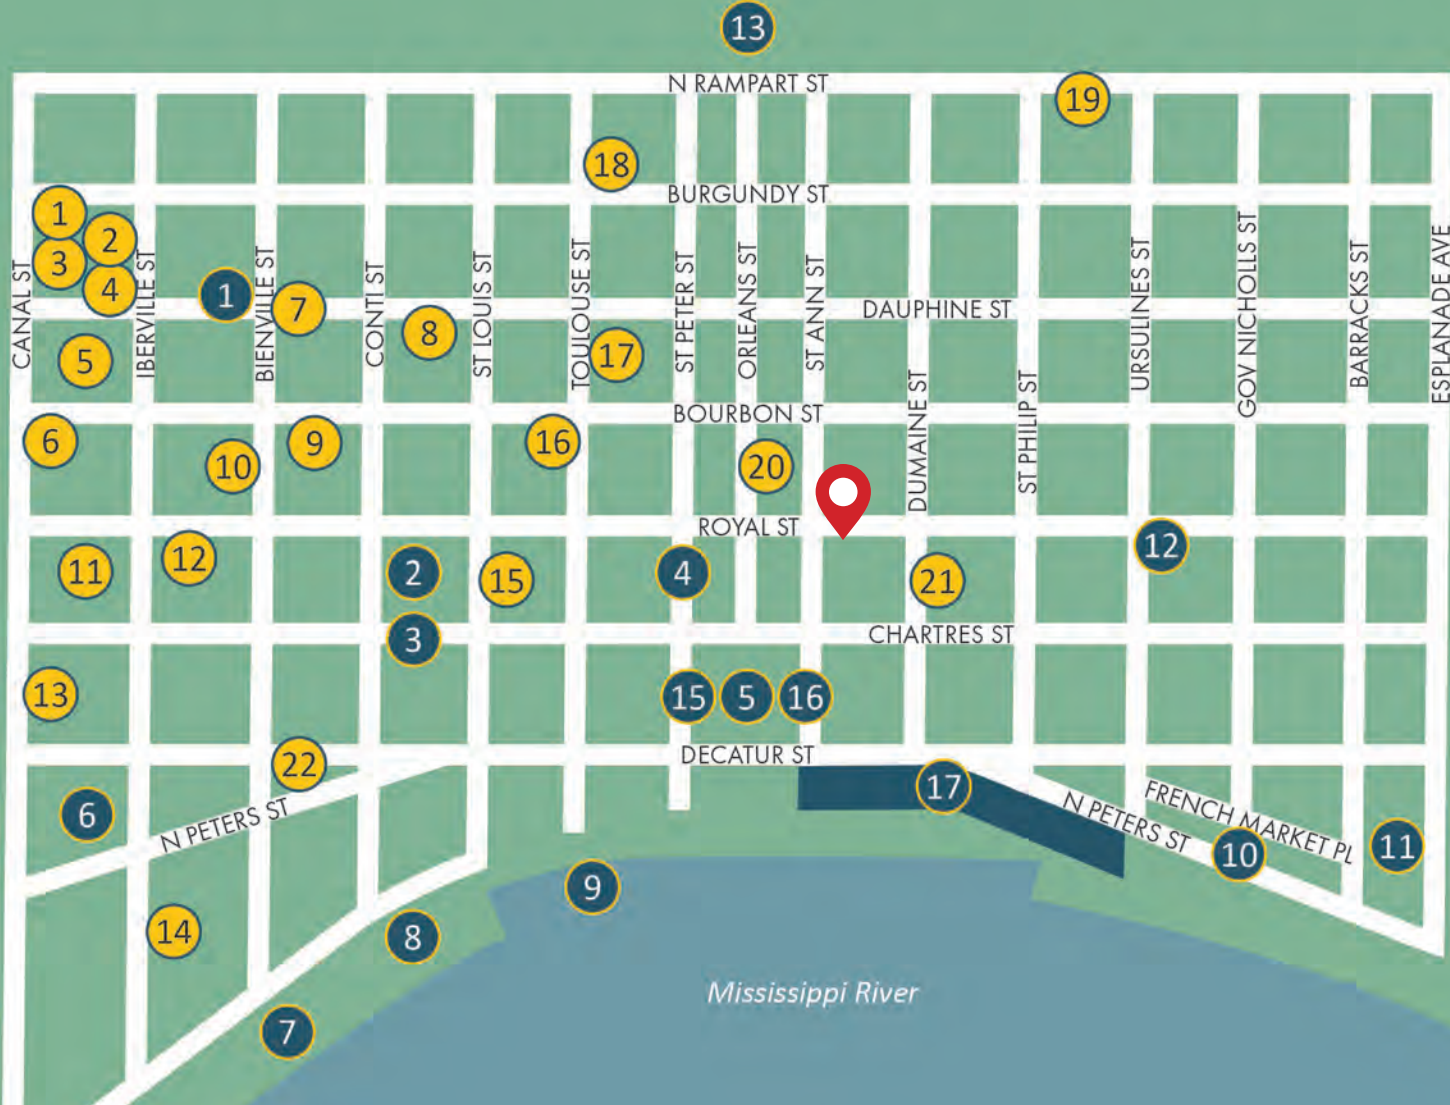 13
N RAMPART ST
19
18
BURGUNDY ST
1
2
3
4
CANAL ST
IBERVILLE ST
1
BIENVILLE ST
7
CONTI ST
8
ST LOUIS ST
TOULOUSE ST
17
ST PETER ST
ORLEANS ST
ST ANN ST
DAUPHINE ST
URSULINES ST
GOV NICHOLLS ST
BARRACKS ST
ESPLANADE AVE
5
BOURBON ST
DUMAINE ST
ST PHILIP ST
6
10
9
16
20
ROYAL ST
11
12
2
15
4
21
12
3
CHARTRES ST
13
15
5
16
22
DECATUR ST
17
6
N PETERS ST
N PETERS ST
FRENCH MARKET PL
10
11
14
8
9
7
Mississippi River